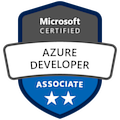 Microsoft
CERTIFIED
AZURE
DEVELOPER
ASSOCIATE